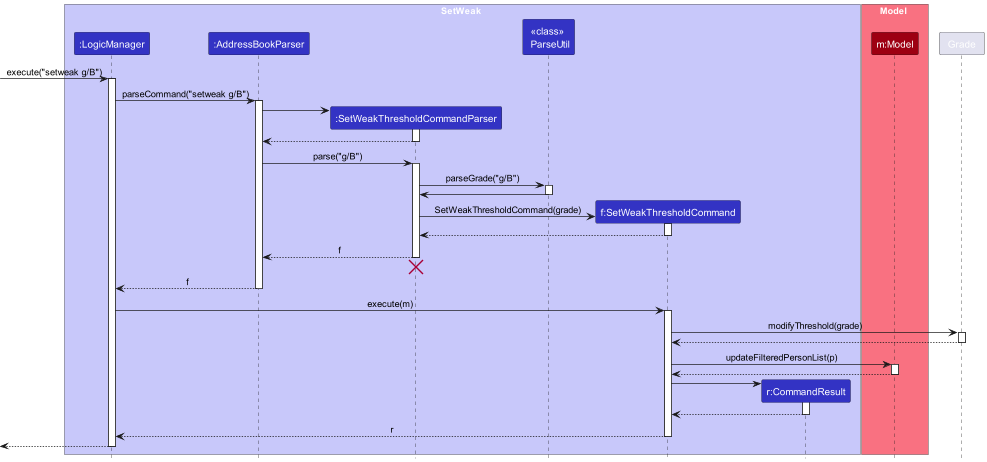 SetWeak
Model
:LogicManager
:AddressBookParser
«class»
ParseUtil
m:Model
Grade
execute("setweak g/B")
parseCommand("setweak g/B")
:SetWeakThresholdCommandParser
parse("g/B")
parseGrade("g/B")
SetWeakThresholdCommand(grade)
f:SetWeakThresholdCommand
f
f
execute(m)
modifyThreshold(grade)
updateFilteredPersonList(p)
r:CommandResult
r